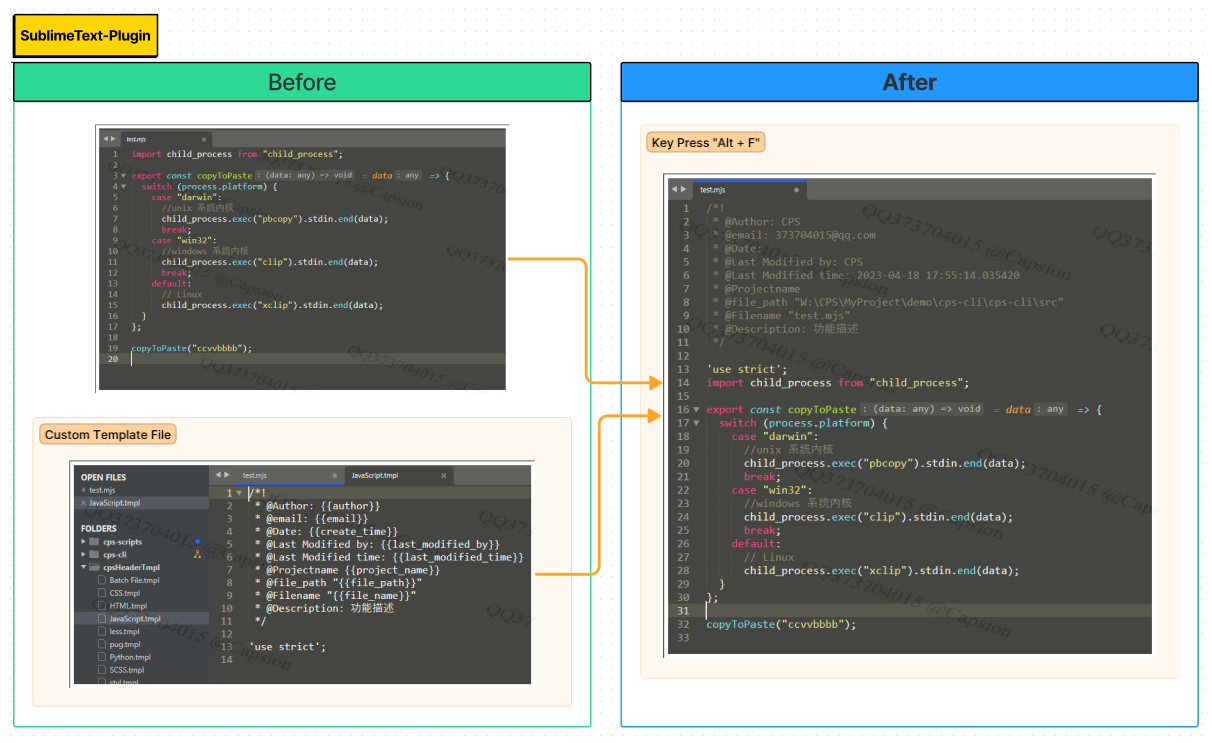 SublimeText-Plugin
Before
test.mjs ×
1 import child_process from "child_process";
2
3 export const copyToPaste : (data: any) => void = data : any => {
4 switch (process.platform) {
5 case "darwin":
6 //unix 系统内核
7 child_process.exec("pbcopy").stdin.end(data);
8 break;
9 case "win32":
10 //windows 系统内核
11 child_process.exec("clip").stdin.end(data);
12 break;
13 default:
14 // Linux
15 child_process.exec("xclip").stdin.end(data);
16 }
17 };
18
19 copyToPaste("ccvvbbbb");
20
QQ373704015 @Capsion
Custom Template File
OPEN FILES
test.mjs
× JavaScript.tmpl
FOLDERS
cps-scripts
cps-cli
cpsHeaderTmpl
Batch File.tmpl
CSS.tmpl
HTML.tmpl
JavaScript.tmpl
less.tmpl
pug.tmpl
Python.tmpl
SCSS.tmpl
styl.tmpl
test.mjs
JavaScript.tmpl ×
1 /*!
2 * @Author: {{author}}
3 * @email: {{email}}
4 * @Date: {{create_time}}
5 * @Last Modified by: {{last_modified_by}}
6 * @Last Modified time: {{last_modified_time}}
7 * @Projectname {{project_name}}
8 * @file_path "{{file_path}}"
9 * @Filename "{{file_name}}"
10 * @Description: 功能描述
11 */
12
13 'use strict';
14
After
Key Press "Alt + F"
test.mjs
1 /*!
2 * @Author: CPS
3 * @email: 373704015@qq.com
4 * @Date:
5 * @Last Modified by: CPS
6 * @Last Modified time: 2023-04-18 17:55:14.035420
7 * @Projectname
8 * @file_path "W:\CPS\MyProject\demo\cps-cli\cps-cli\src"
9 * @Filename "test.mjs"
10 * @Description: 功能描述
11 */
12
13 'use strict';
14 import child_process from "child_process";
15
16 export const copyToPaste : (data: any) => void = data : any => {
17 switch (process.platform) {
18 case "darwin":
19 //unix 系统内核
20 child_process.exec("pbcopy").stdin.end(data);
21 break;
22 case "win32":
23 //windows 系统内核
24 child_process.exec("clip").stdin.end(data);
25 break;
26 default:
27 // Linux
28 child_process.exec("xclip").stdin.end(data);
29 }
30 };
31
32 copyToPaste("ccvvbbbb");
33
QQ373704015 @Capsion